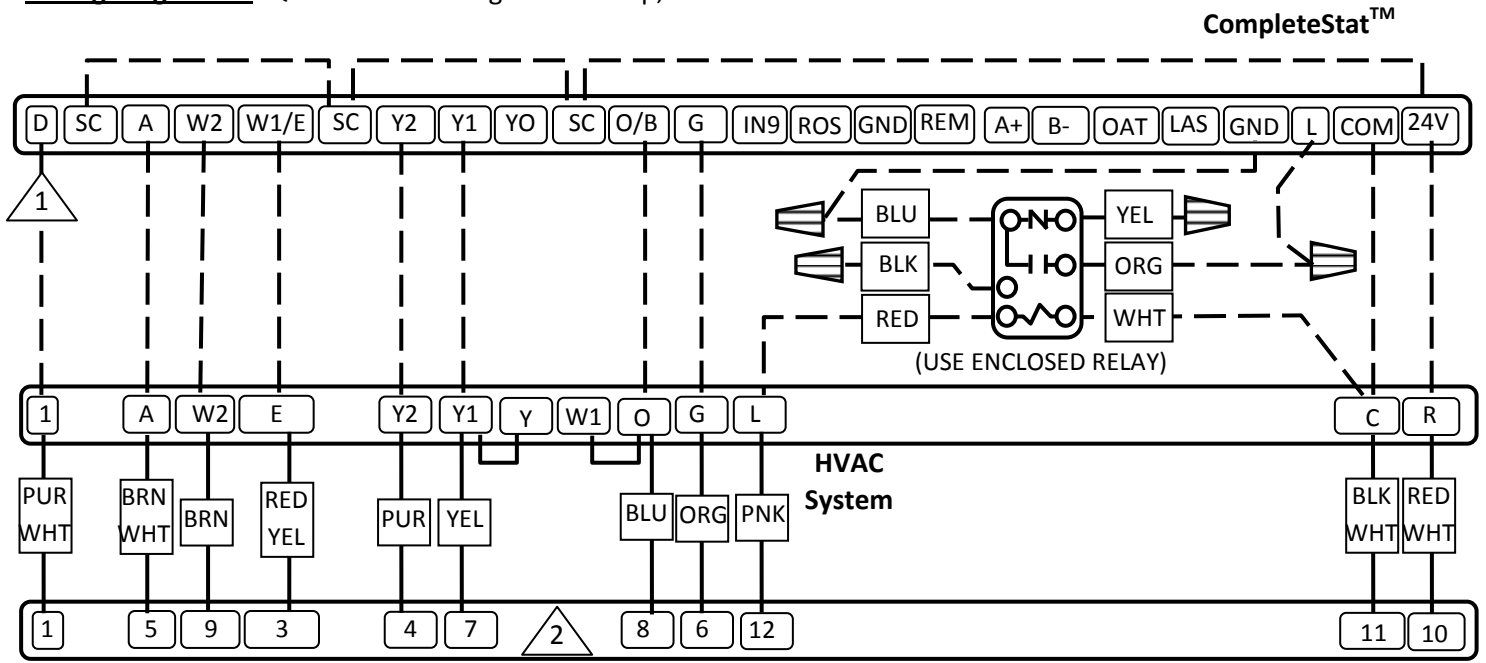 CompleteStat™
D SC A W2 W1/E SC Y2 Y1 YO SC O/B G IN9 ROS GND REM A+ B- OAT LAS GND L COM 24V
1
BLU YEL
BLK ORG
RED WHT
(USE ENCLOSED RELAY)
1 A W2 E Y2 Y1 Y W1 O G L C R
HVAC
System
PUR WHT
BRN WHT
BRN
RED YEL
PUR
YEL
BLU
ORG
PNK
BLK WHT
RED WHT
1 5 9 3 4 7 2 8 6 12 11 10